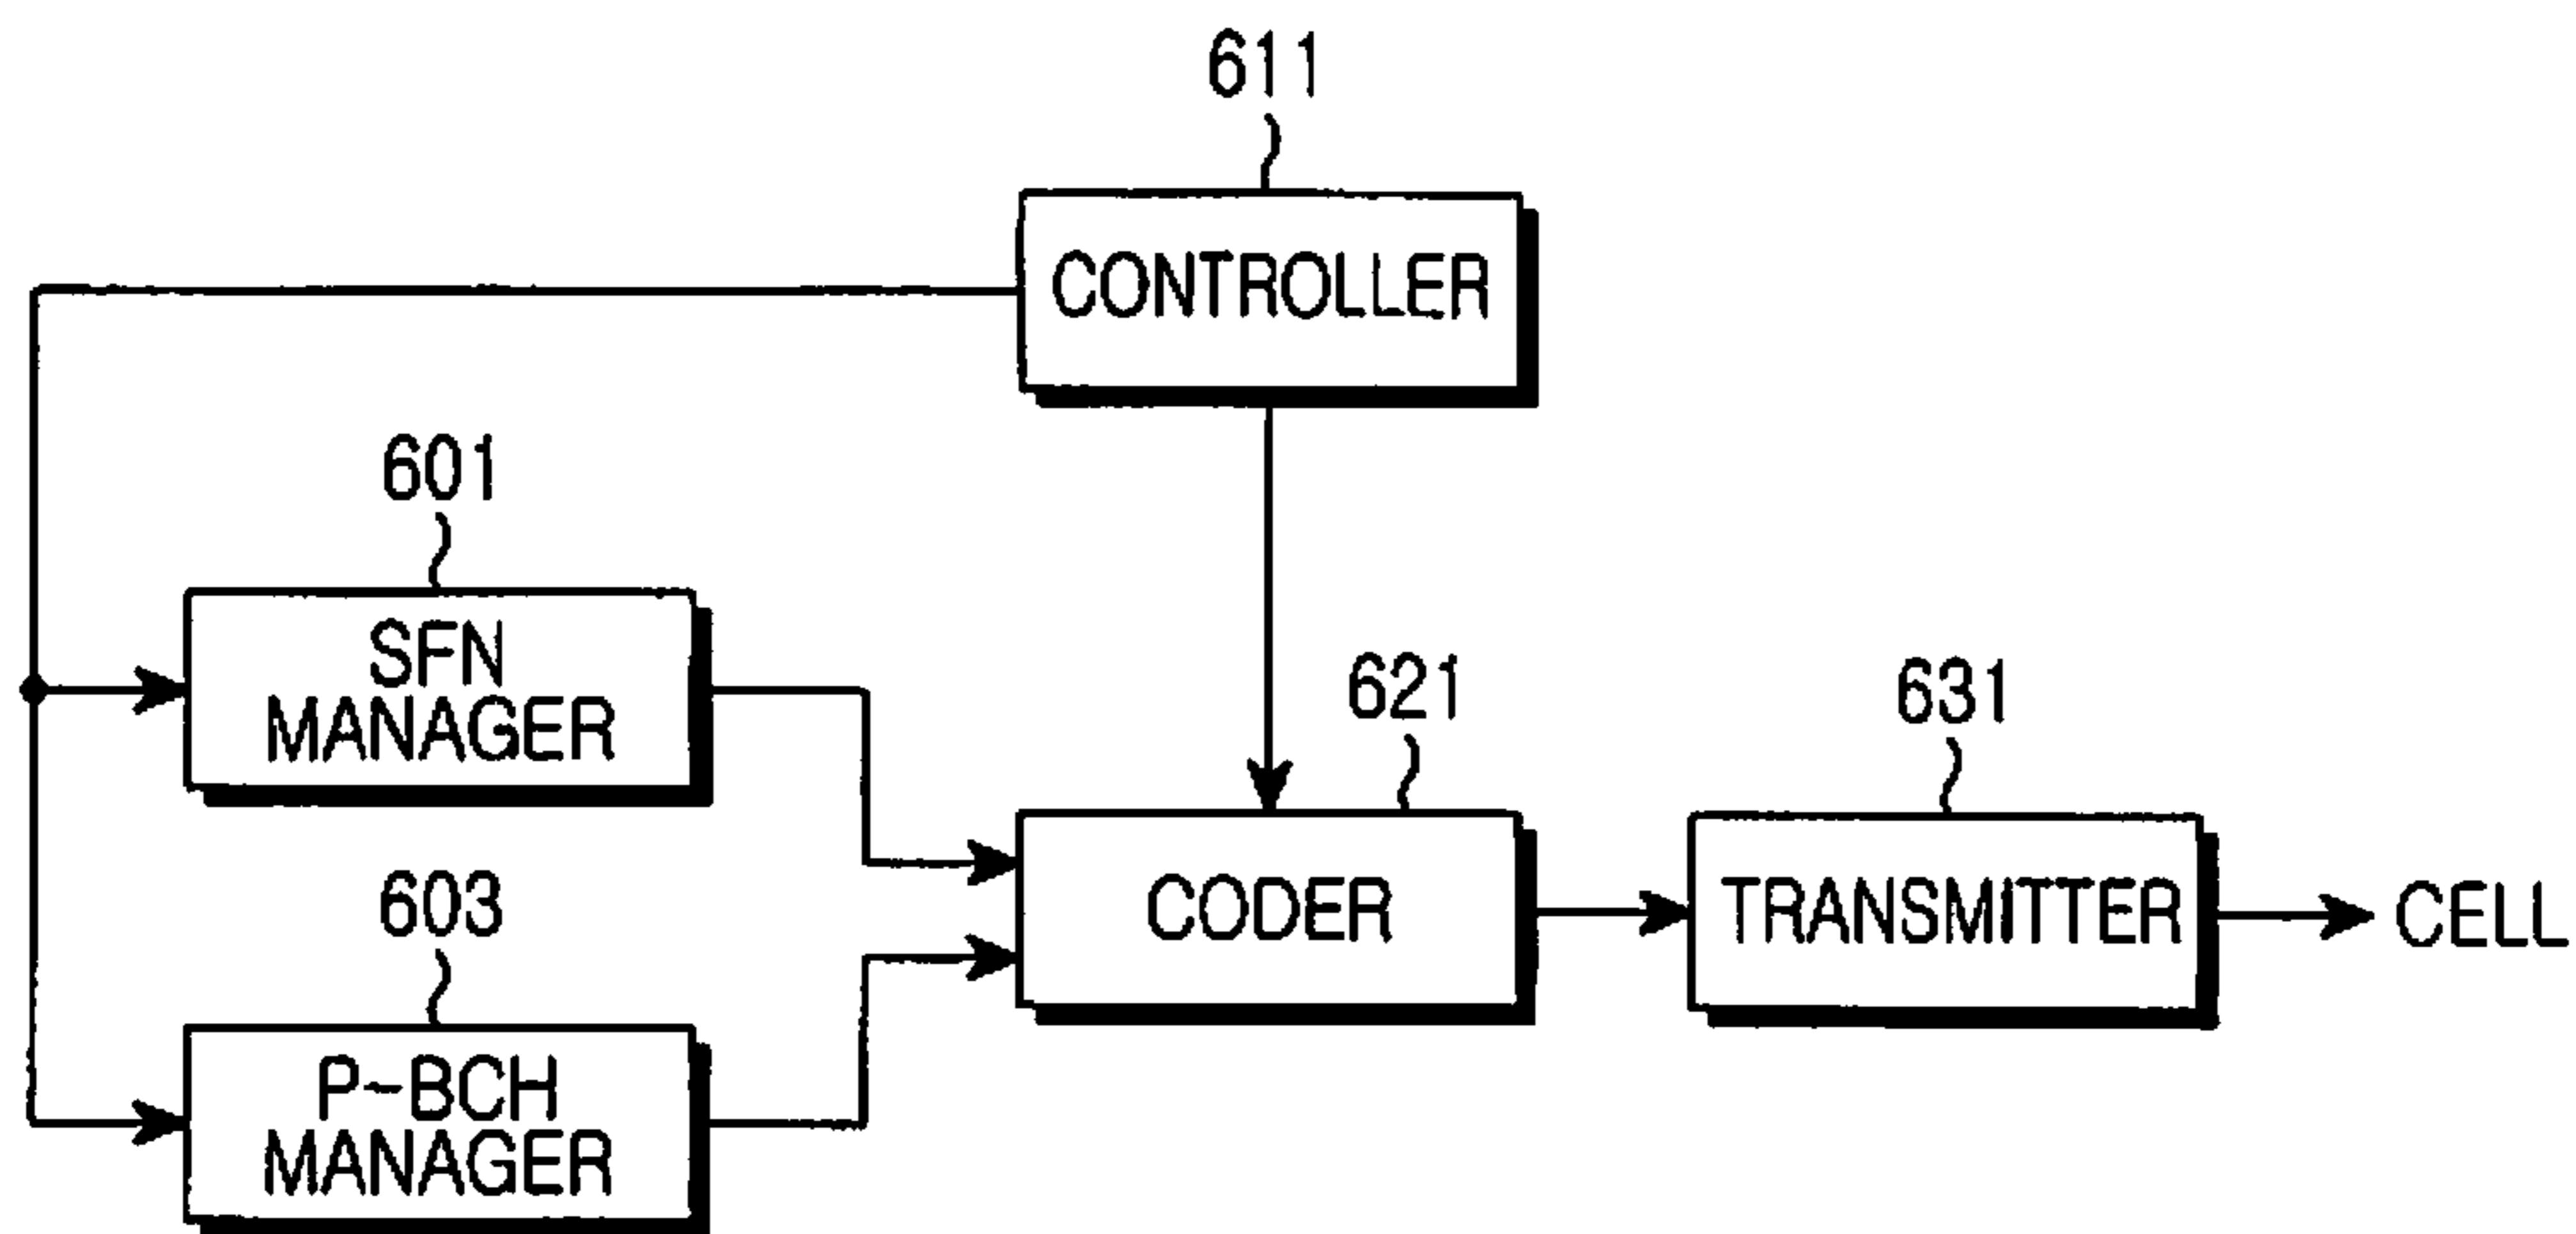 611
CONTROLLER
601
SFN
MANAGER
621
631
603
CODER
TRANSMITTER
CELL
P-BCH
MANAGER